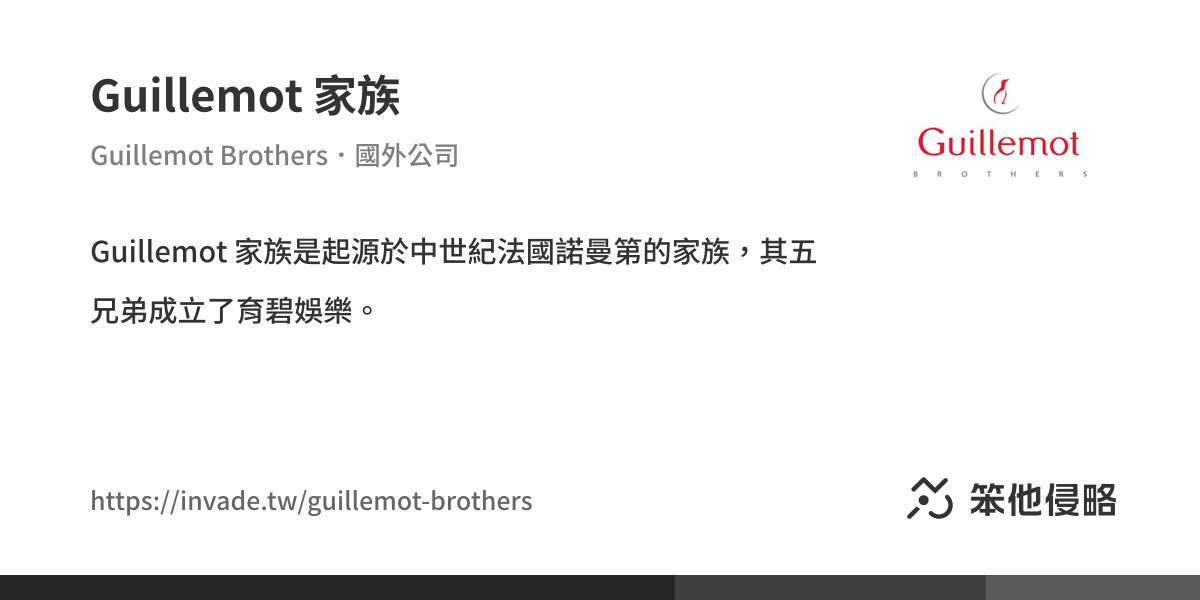 Guillemot 家族
Guillemot Brothers・國外公司
Guillemot
BROTHERS
Guillemot 家族是起源於中世紀法國諾曼第的家族，其五
兄弟成立了育碧娛樂。
https://invade.tw/guillemot-brothers
笨他侵略